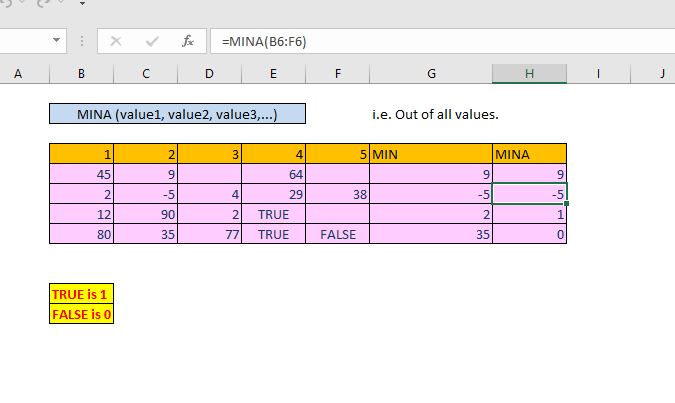 fx =MINA(B6:F6)
A B C D E F G H I J
MINA (value1, value2, value3,...) i.e. Out of all values.
1 2 3 4 5 MIN MINA
45 9 64 9 9
2 -5 4 29 38 -5 -5
12 90 2 TRUE 2 1
80 35 77 TRUE FALSE 35 0
TRUE is 1
FALSE is 0